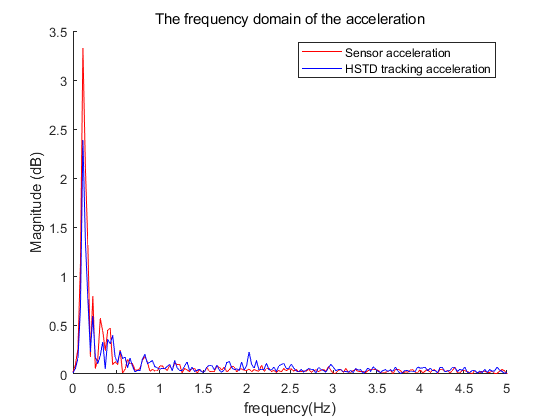 The frequency domain of the acceleration
Sensor acceleration
HSTD tracking acceleration
Magnitude (dB)
3.5
3
2.5
2
1.5
1
0.5
0
0 0.5 1 1.5 2 2.5 3 3.5 4 4.5 5
frequency(Hz)